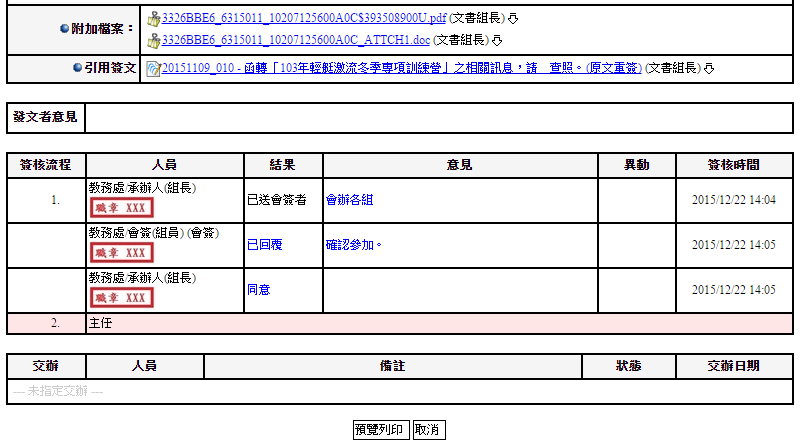 附加檔案：
3326BBE6_6315011_10207125600A0C$393508900U.pdf (文書組長)
3326BBE6_6315011_10207125600A0C_ATTCH1.doc (文書組長)
引用簽文 20151109_010 - 函轉「103年輕艇激流冬季專項訓練營」之相關訊息，請　查照。(原文重簽) (文書組長)
發文者意見
簽核流程 人員 結果 意見 異動 簽核時間
教務處/承辦人(組長)
1. 職章 XXX 已送會簽者 會辦各組 2015/12/22 14:04
教務處/會簽(組員) (會簽)
職章 XXX 已回覆 確認參加。 2015/12/22 14:05
教務處/承辦人(組長)
職章 XXX 同意 2015/12/22 14:05
2. 主任
交辦 人員 備註 狀態 交辦日期
--- 未指定交辦 ---
預覽列印 取消